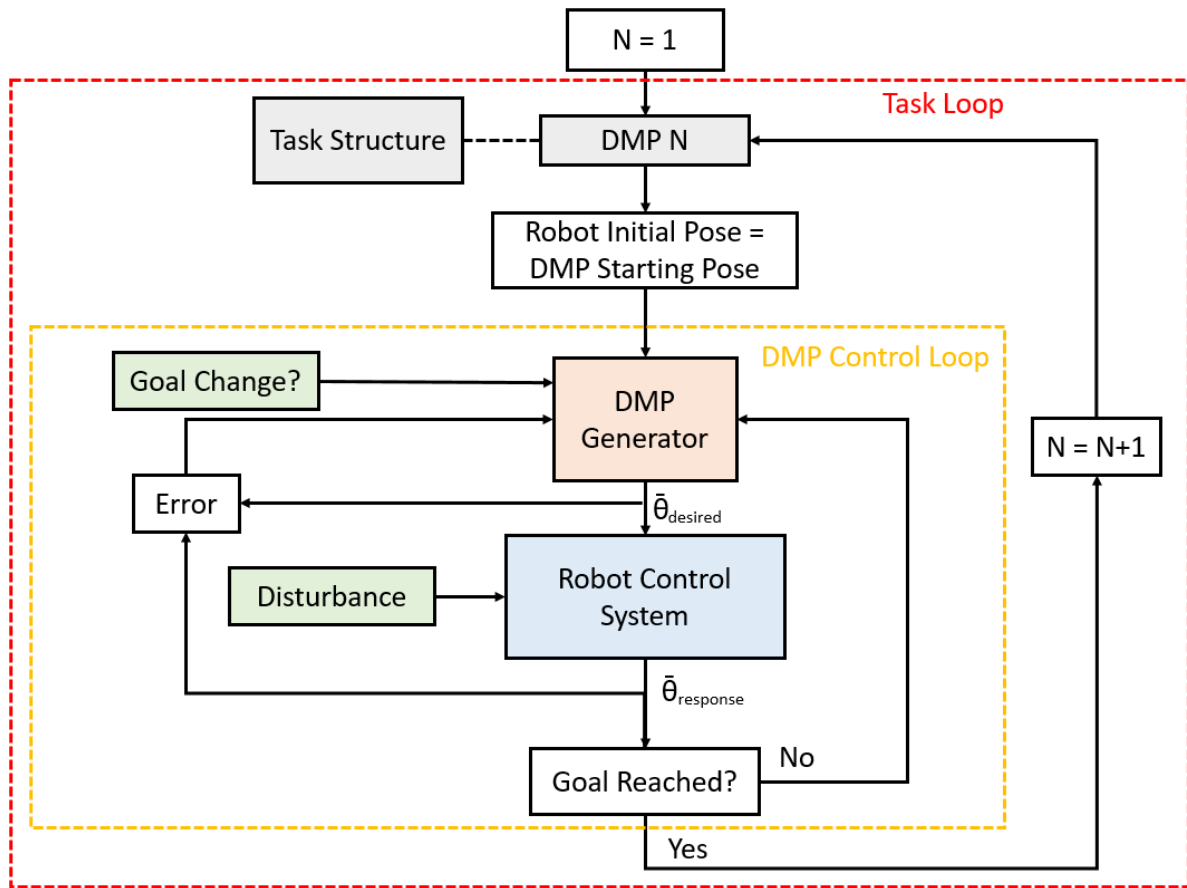 N = 1
Task Loop
Task Structure
DMP N
Robot Initial Pose =
DMP Starting Pose
DMP Control Loop
Goal Change?
DMP
Generator
N = N+1
Error
θ̄desired
Disturbance
Robot Control
System
θ̄response
Goal Reached?
No
Yes